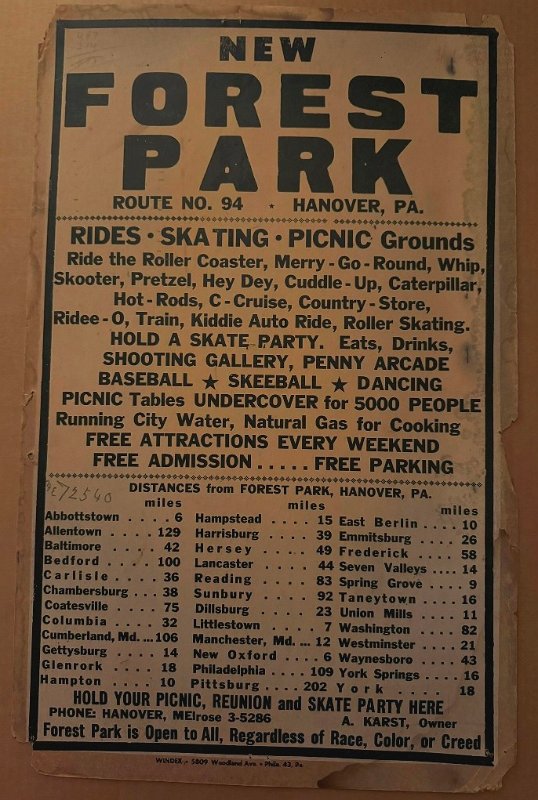 NEW
FOREST
PARK
ROUTE NO. 94 ★ HANOVER, PA.
RIDES · SKATING · PICNIC Grounds
Ride the Roller Coaster, Merry-Go-Round, Whip,
Skooter, Pretzel, Hey Dey, Cuddle-Up, Caterpillar,
Hot-Rods, C-Cruise, Country-Store,
Ridee-O, Train, Kiddie Auto Ride, Roller Skating.
HOLD A SKATE PARTY. Eats, Drinks,
SHOOTING GALLERY, PENNY ARCADE
BASEBALL ★ SKEEBALL ★ DANCING
PICNIC Tables UNDERCOVER for 5000 PEOPLE
Running City Water, Natural Gas for Cooking
FREE ATTRACTIONS EVERY WEEKEND
FREE ADMISSION ..... FREE PARKING
72540
DISTANCES from FOREST PARK, HANOVER, PA.
miles
Abbottstown .... 6
Allentown .... 129
Baltimore .... 42
Bedford .... 100
Carlisle .... 36
Chambersburg ... 38
Coatesville .... 75
Columbia .... 32
Cumberland, Md. ... 106
Gettysburg .... 14
Glenrork .... 18
Hampton .... 10
miles
Hampstead .... 15
Harrisburg .... 39
Hersey .... 49
Lancaster .... 44
Reading .... 83
Sunbury .... 92
Dillsburg .... 23
Littlestown .... 7
Manchester, Md. ... 12
New Oxford .... 6
Philadelphia .... 109
Pittsburg .... 202
miles
East Berlin .... 10
Emmitsburg .... 26
Frederick .... 58
Seven Valleys .... 14
Spring Grove .... 9
Taneytown .... 16
Union Mills .... 11
Washington .... 82
Westminster .... 21
Waynesboro .... 43
York Springs .... 16
York .... 18
HOLD YOUR PICNIC, REUNION and SKATE PARTY HERE
PHONE: HANOVER, MElrose 3-5286 A. KARST, Owner
Forest Park is Open to All, Regardless of Race, Color, or Creed
WENDEX - 5809 Woodland Ave. - Phila. 43, Pa.